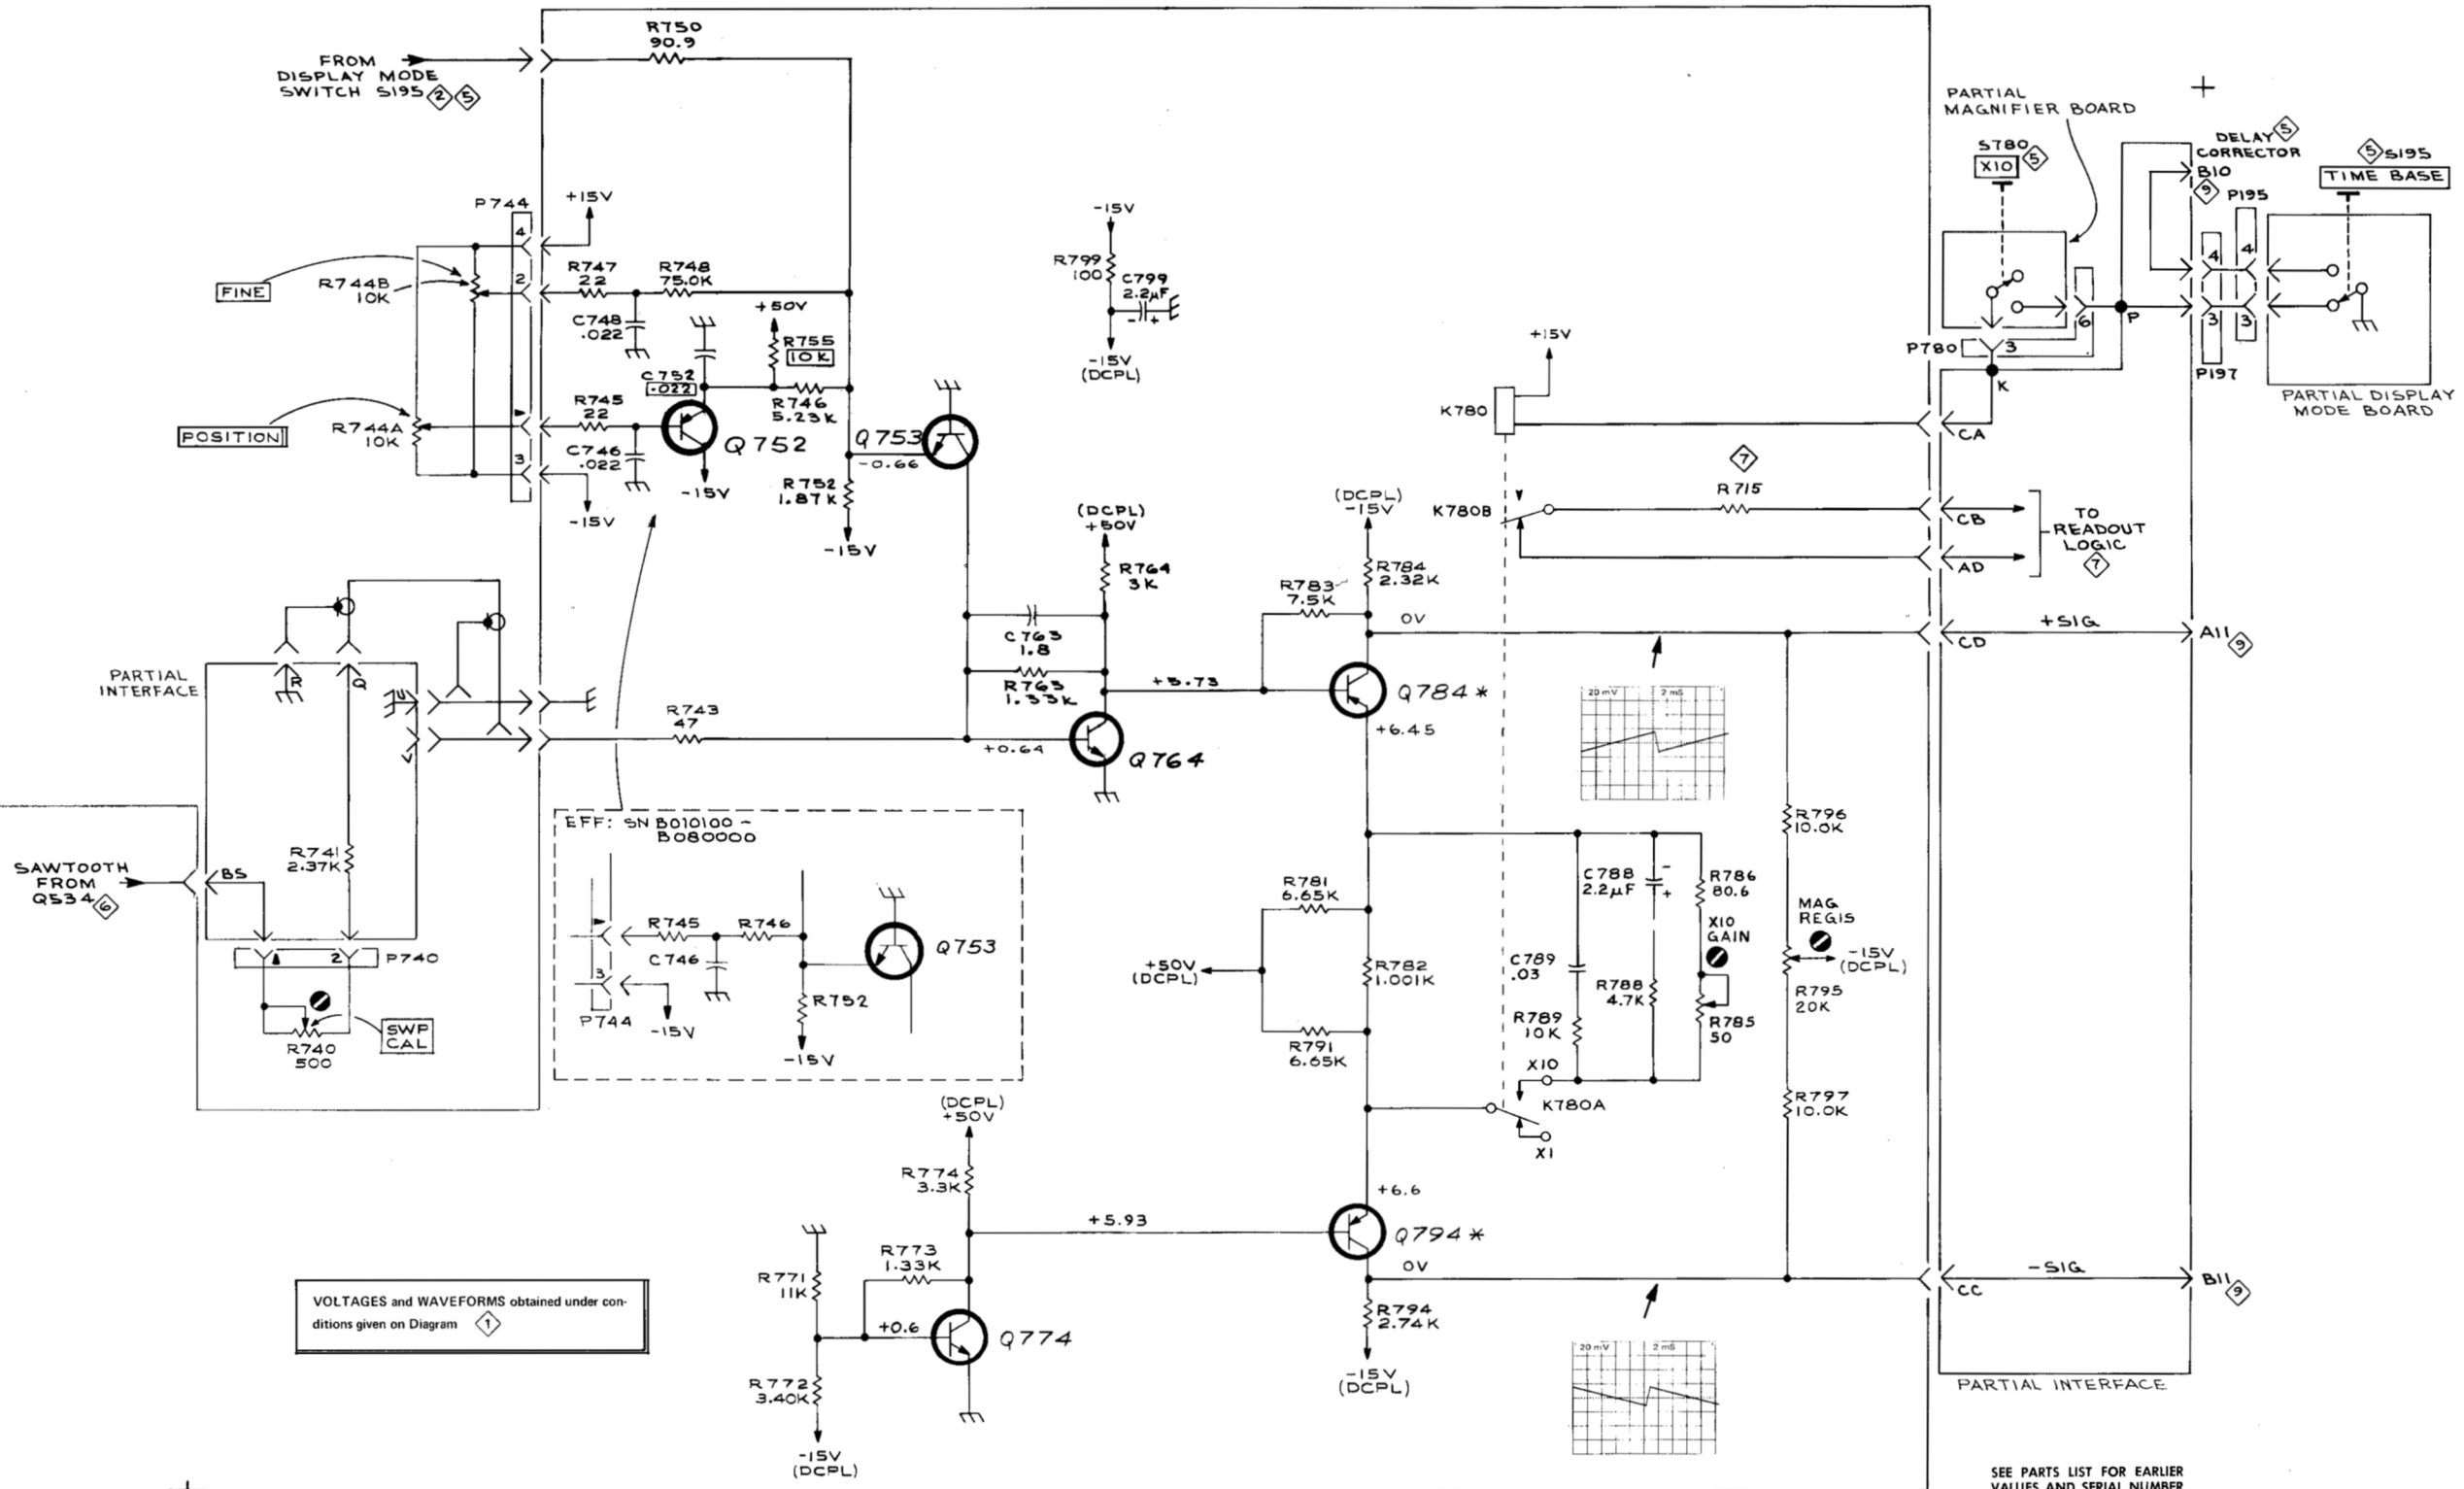 R750
90.9
FROM
DISPLAY MODE
SWITCH S195 2 5
P744
+15V
4
R747
22
R748
75.0K
2
FINE
R744B
10K
C748
.022
+50V
R755
10K
C752
.022
R745
22
R746
5.23K
POSITION
R744A
10K
C746
.022
Q752
3
-15V
-15V
R752
1.87K
-15V
Q753
-0.66
-15V
R799
100
C799
2.2µF
- +
-15V
(DCPL)
PARTIAL
MAGNIFIER BOARD
S780
X10
5
DELAY 5
CORRECTOR
B10
9
5 S195
TIME BASE
P195
4
4
6
P
3
3
P780
3
K
P197
PARTIAL DISPLAY
MODE BOARD
+15V
K780
CA
7
K780B
R715
CB
AD
TO
READOUT
LOGIC
7
(DCPL)
+50V
R764
3K
C763
1.8
R763
1.33K
+0.64
Q764
+5.73
(DCPL)
-15V
R784
2.32K
R783
7.5K
0V
Q784*
+6.45
20 mV 2 mS
+SIG
CD
A11
9
PARTIAL
INTERFACE
R
Q
U
V
R743
47
R741
2.37K
SAWTOOTH
FROM
Q534 6
BS
2
P740
R740
500
SWP
CAL
EFF: SN B010100 -
B080000
R745
R746
C746
Q753
3
R752
P744
-15V
-15V
R796
10.0K
R781
6.65K
C788
2.2µF
-
+
R786
80.6
X10
GAIN
MAG
REGIS
-15V
(DCPL)
+50V
(DCPL)
R782
1.001K
C789
.03
R788
4.7K
R795
20K
R789
10K
R785
50
R791
6.65K
X10
K780A
X1
R797
10.0K
(DCPL)
+50V
R774
3.3K
+6.6
+5.93
Q794*
R773
1.33K
R771
11K
0V
+0.6
Q774
R794
2.74K
-15V
(DCPL)
R772
3.40K
-15V
(DCPL)
20 mV 2 mS
-SIG
CC
B11
9
PARTIAL INTERFACE
VOLTAGES and WAVEFORMS obtained under con-
ditions given on Diagram 1
SEE PARTS LIST FOR EARLIER
VALUES AND SERIAL NUMBER